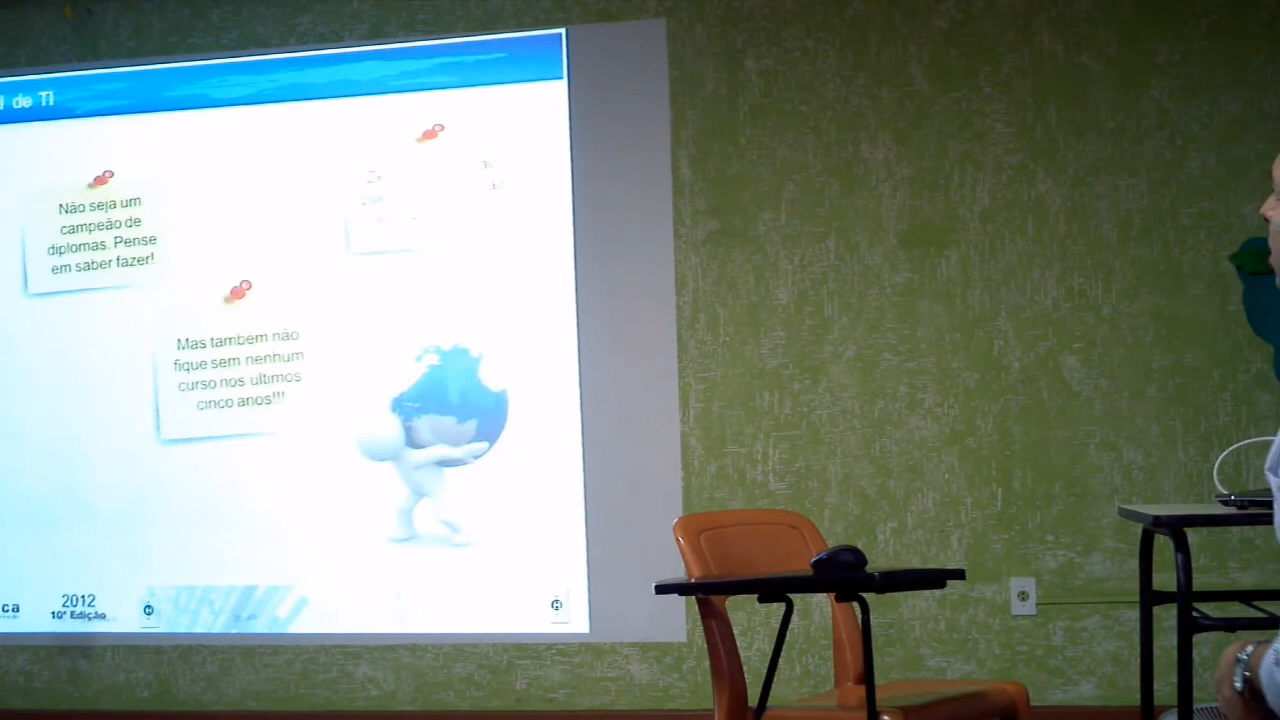 de TI
Não seja um
campeão de
diplomas. Pense
em saber fazer!
Mas tambem não
fique sem nenhum
curso nos ultimos
cinco anos!!!
2012
10ª Edição